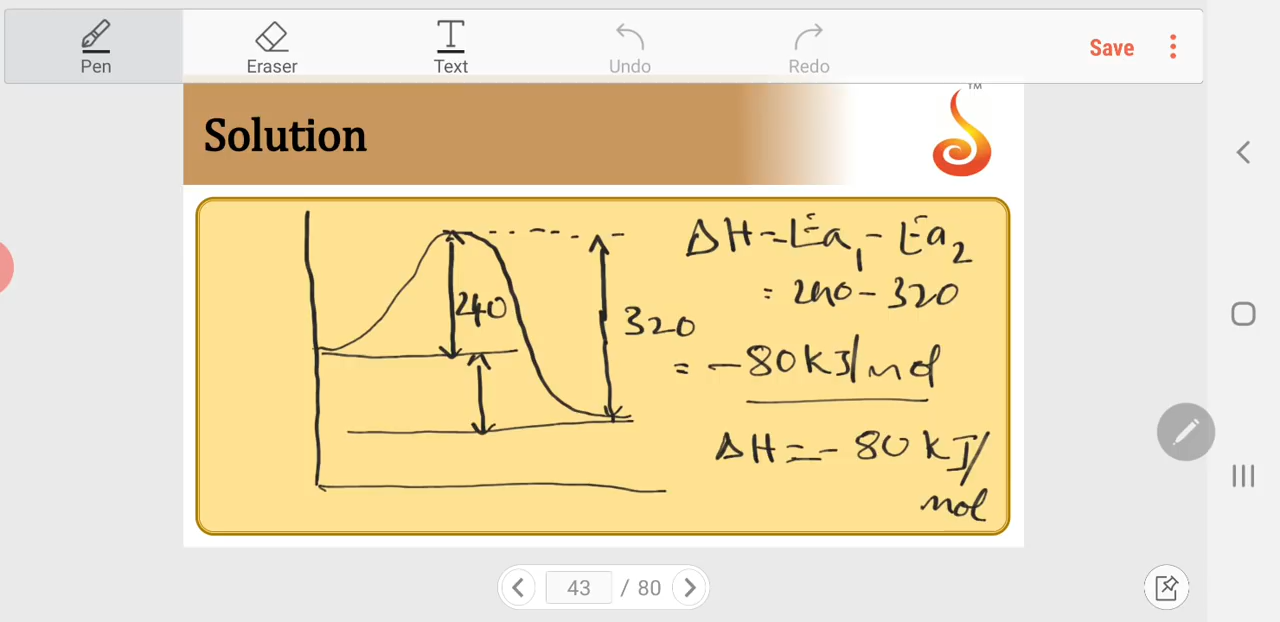 Pen
Eraser
Text
Undo
Redo
Save
TM
Solution
240
320
ΔH = Ea1 - Ea2
= 240 - 320
= -80 KJ/mol
ΔH = - 80 KJ/
mol
43 / 80